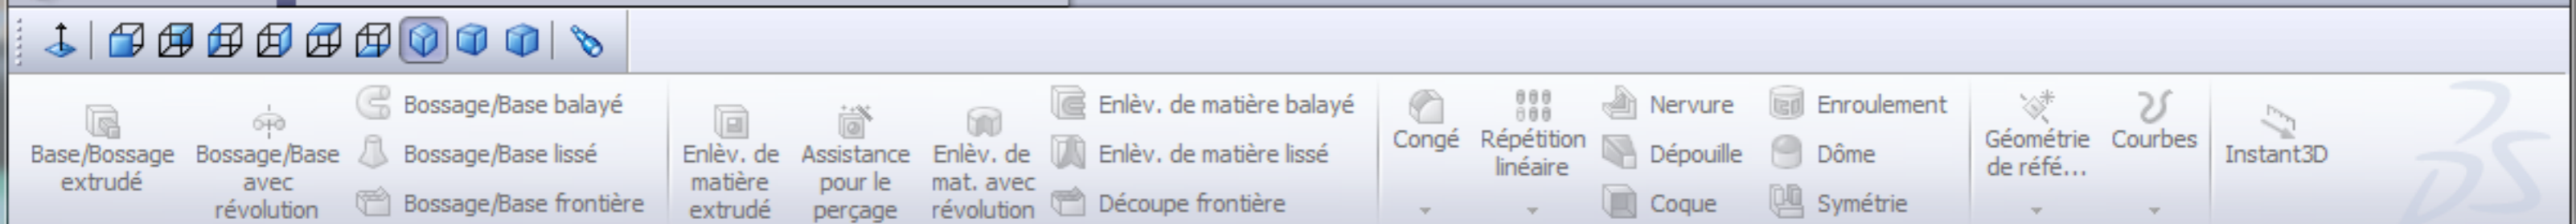 Base/Bossage
extrudé
Bossage/Base
avec
révolution
Bossage/Base balayé
Bossage/Base lissé
Bossage/Base frontière
Enlèv. de
matière
extrudé
Assistance
pour le
perçage
Enlèv. de
mat. avec
révolution
Enlèv. de matière balayé
Enlèv. de matière lissé
Découpe frontière
Congé
Répétition
linéaire
Nervure
Dépouille
Coque
Enroulement
Dôme
Symétrie
Géométrie
de réfé...
Courbes
Instant3D